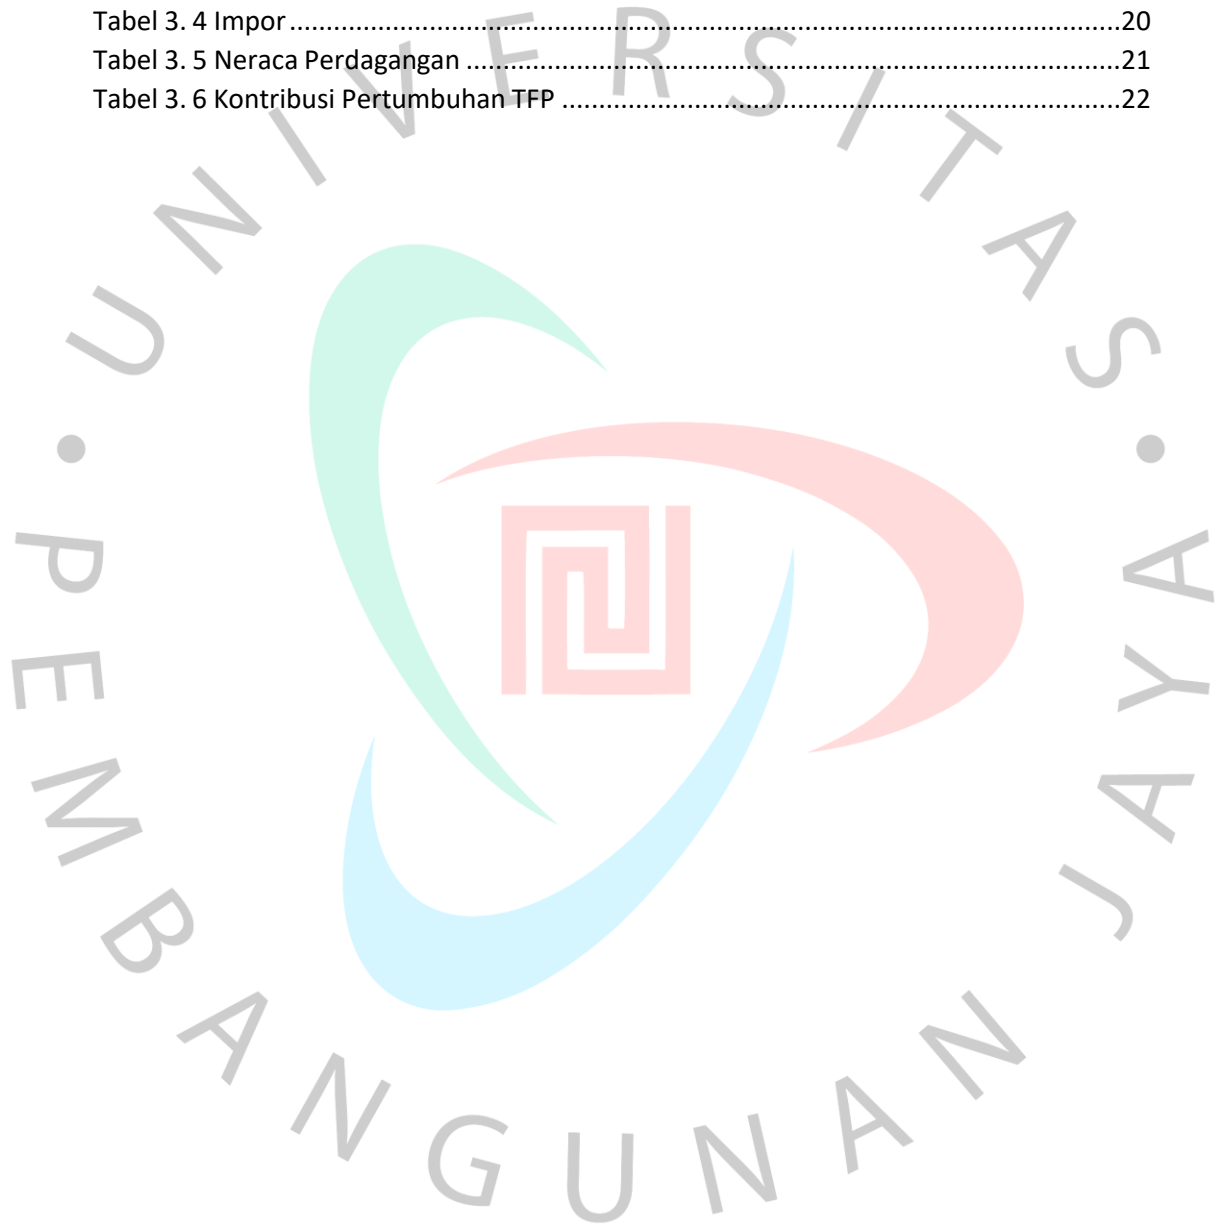 Tabel 3. 4 Impor....................................................................................................................20
Tabel 3. 5 Neraca Perdagangan ...........................................................................................21
Tabel 3. 6 Kontribusi Pertumbuhan TFP ..............................................................................22
UNIVERSITAS
• PEMBANGUNAN JAYA •